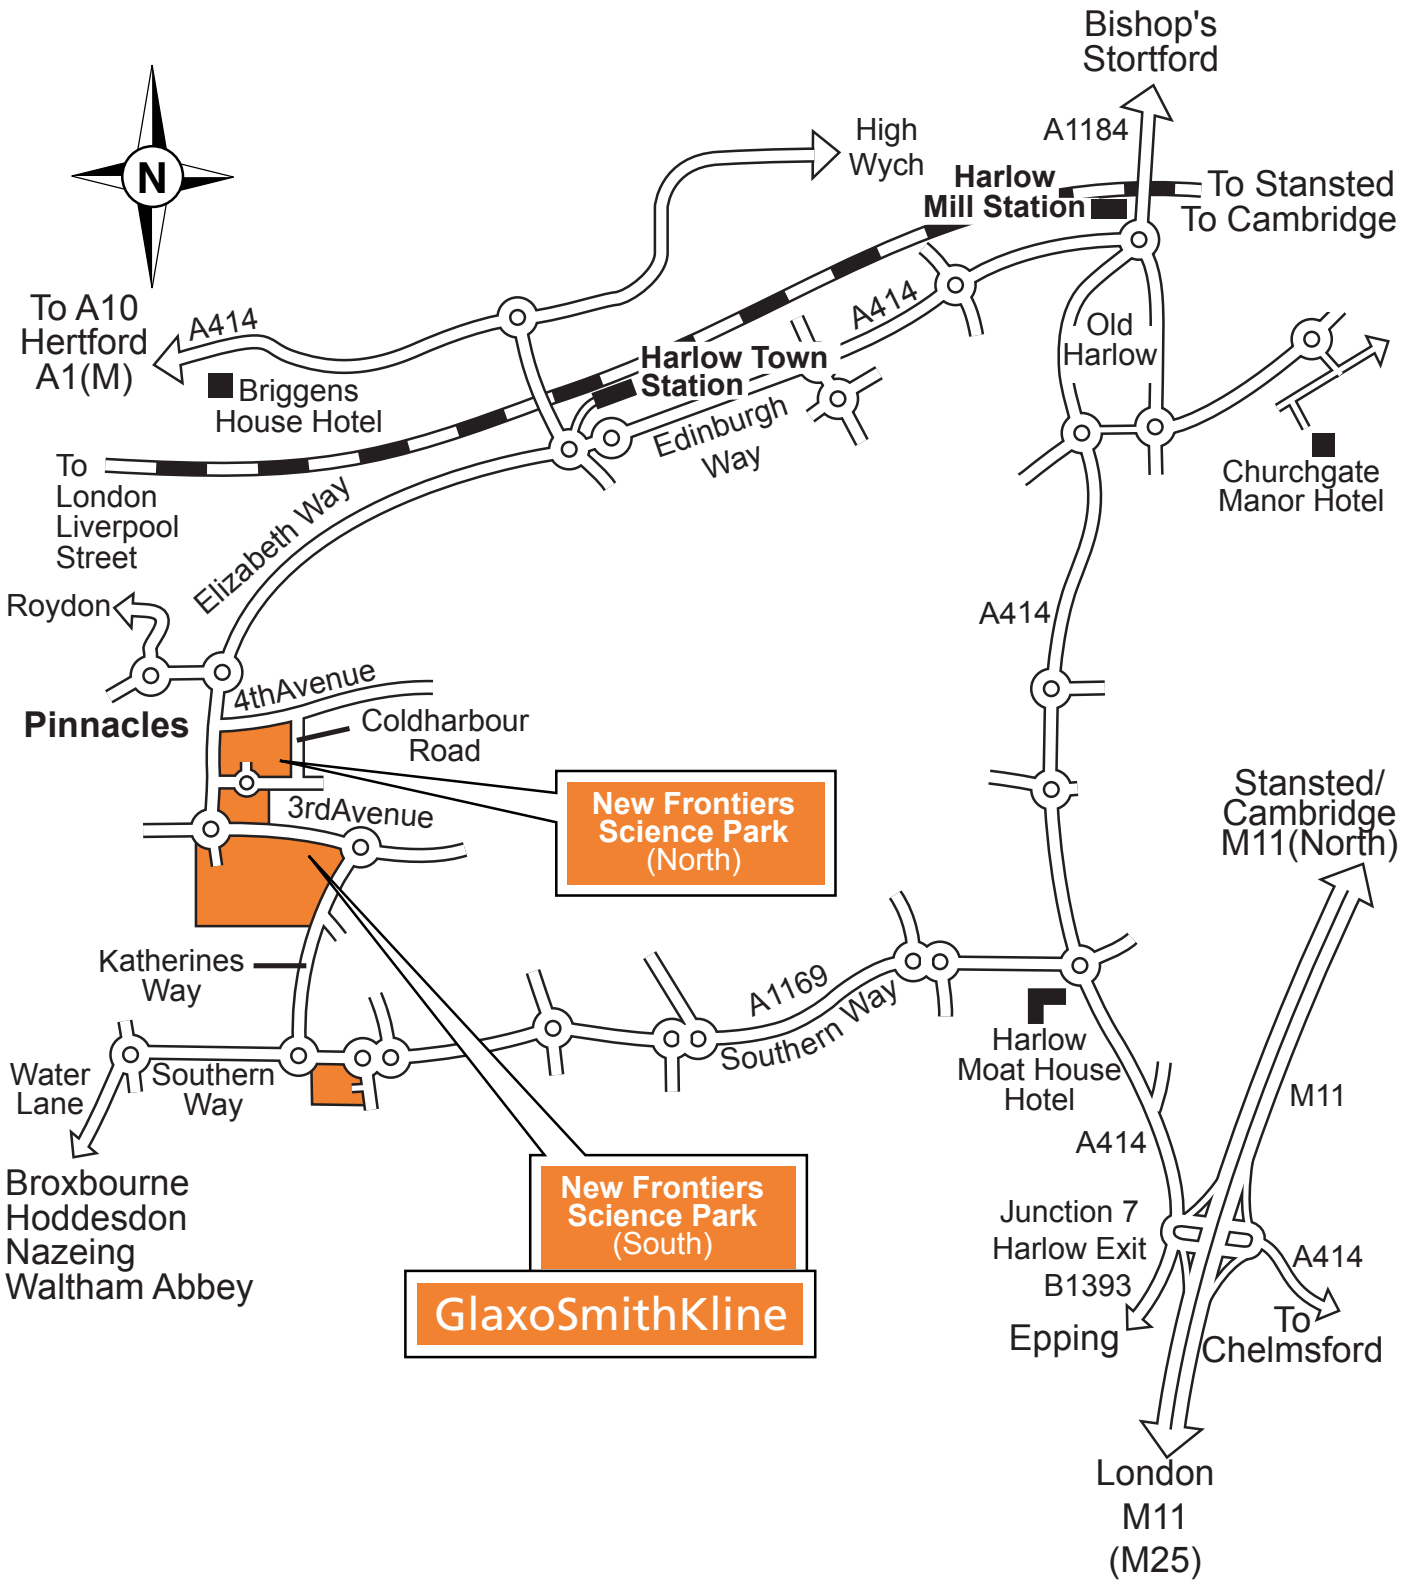 Bishop's
Stortford
A1184
High
Wych
Harlow
Mill Station
To Stansted
To Cambridge
N
To A10
Hertford
A1(M)
A414
A414
Briggens
House Hotel
Harlow Town
Station
Old
Harlow
Edinburgh
Way
To
London
Liverpool
Street
Churchgate
Manor Hotel
Elizabeth Way
Roydon
A414
4thAvenue
Pinnacles
Coldharbour
Road
3rdAvenue
New Frontiers
Science Park
(North)
Stansted/
Cambridge
M11(North)
Katherines
Way
A1169
Southern Way
Water
Lane
Southern
Way
Harlow
Moat House
Hotel
M11
A414
Broxbourne
Hoddesdon
Nazeing
Waltham Abbey
New Frontiers
Science Park
(South)
GlaxoSmithKline
Junction 7
Harlow Exit
B1393
Epping
A414
To
Chelmsford
London
M11
(M25)